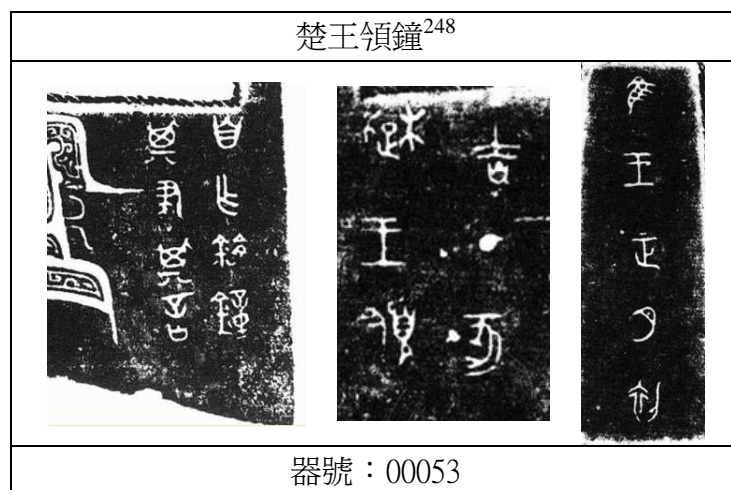 楚王領鐘248
隹王正月初
吉丁亥
楚王領
自乍鈴鐘
其聿其言
器號：00053